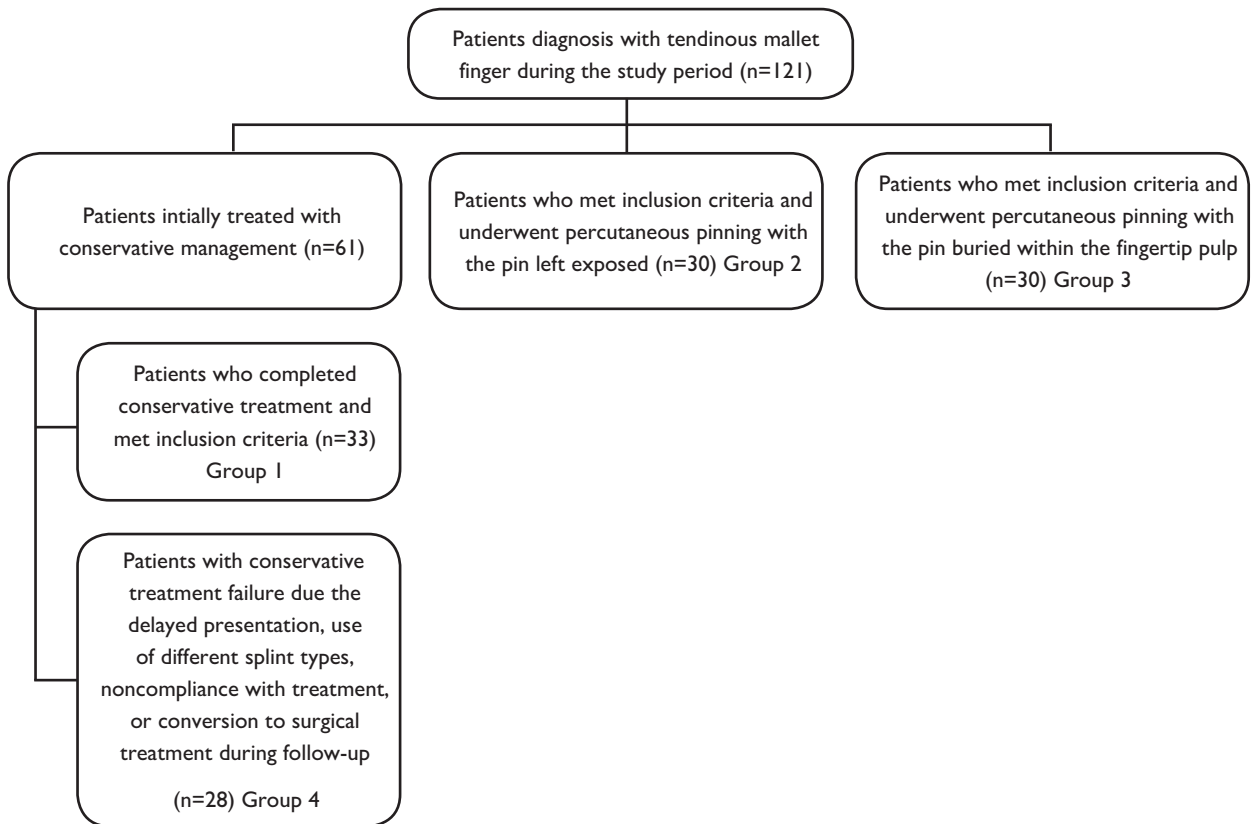 Patients diagnosis with tendinous mallet
finger during the study period (n=121)
Patients intially treated with
conservative management (n=61)
Patients who met inclusion criteria and
underwent percutaneous pinning with
the pin left exposed (n=30) Group 2
Patients who met inclusion criteria and
underwent percutaneous pinning with
the pin buried within the fingertip pulp
(n=30) Group 3
Patients who completed
conservative treatment and
met inclusion criteria (n=33)
Group 1
Patients with conservative
treatment failure due the
delayed presentation, use
of different splint types,
noncompliance with treatment,
or conversion to surgical
treatment during follow-up
(n=28) Group 4